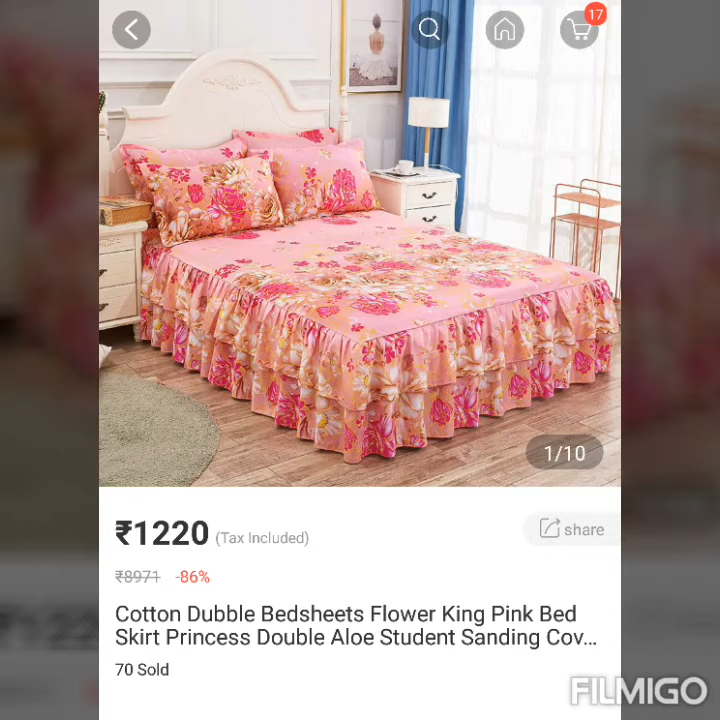 17
1/10
₹1220 (Tax Included)
share
₹8971 -86%
Cotton Dubble Bedsheets Flower King Pink Bed
Skirt Princess Double Aloe Student Sanding Cov...
70 Sold
FILMIGO